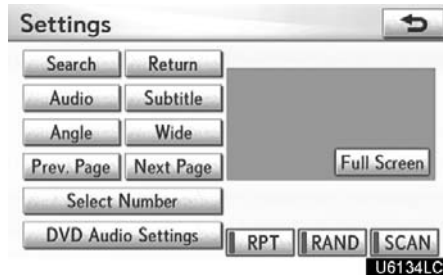 Settings
Search Return
Audio Subtitle
Angle Wide
Prev. Page Next Page Full Screen
Select Number
DVD Audio Settings RPT RAND SCAN
U6134LC